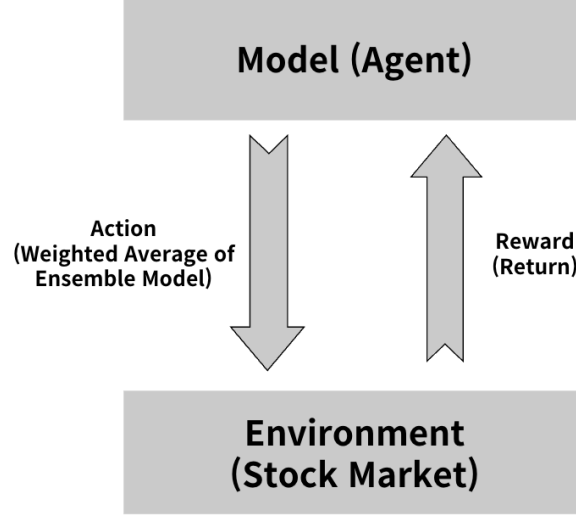 Model (Agent)
Action
(Weighted Average of
Ensemble Model)
Reward
(Return)
Environment
(Stock Market)